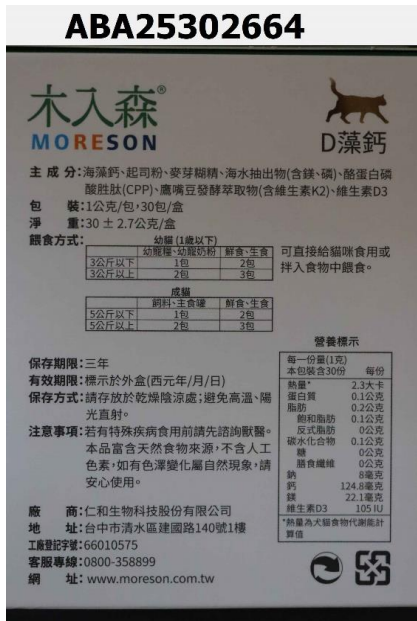 ABA25302664
木入森®
MORESON
D藻鈣
主成分:海藻鈣、起司粉、麥芽糊精、海水抽出物(含鎂、磷)、酪蛋白磷
酸胜肽(CPP)、鷹嘴豆發酵萃取物(含維生素K2)、維生素D3
包裝:1公克/包,30包/盒
淨重:30 ± 2.7公克/盒
餵食方式:
幼貓 (1歲以下)
幼寵糧、幼寵奶粉 鮮食、生食
3公斤以下 1包 2包
3公斤以上 2包 3包
可直接給貓咪食用或
拌入食物中餵食。
成貓
飼料、主食罐 鮮食、生食
5公斤以下 1包 2包
5公斤以上 2包 3包
保存期限:三年
有效期限:標示於外盒(西元年/月/日)
保存方式:請存放於乾燥陰涼處;避免高溫、陽
光直射。
注意事項:若有特殊疾病食用前請先諮詢獸醫。
本品富含天然食物來源,不含人工
色素,如有色澤變化屬自然現象,請
安心使用。
營養標示
每一份量(1克)
本包裝含30份 每份
熱量* 2.3大卡
蛋白質 0.1公克
脂肪 0.2公克
飽和脂肪 0.1公克
反式脂肪 0公克
碳水化合物 0.1公克
糖 0公克
膳食纖維 0公克
鈉 8毫克
鈣 124.8毫克
鎂 22.1毫克
維生素D3 105 IU
*熱量為犬貓食物代謝能計
算值
廠商:仁和生物科技股份有限公司
地址:台中市清水區建國路140號1樓
工廠登記字號:66010575
客服專線:0800-358899
網址: www.moreson.com.tw